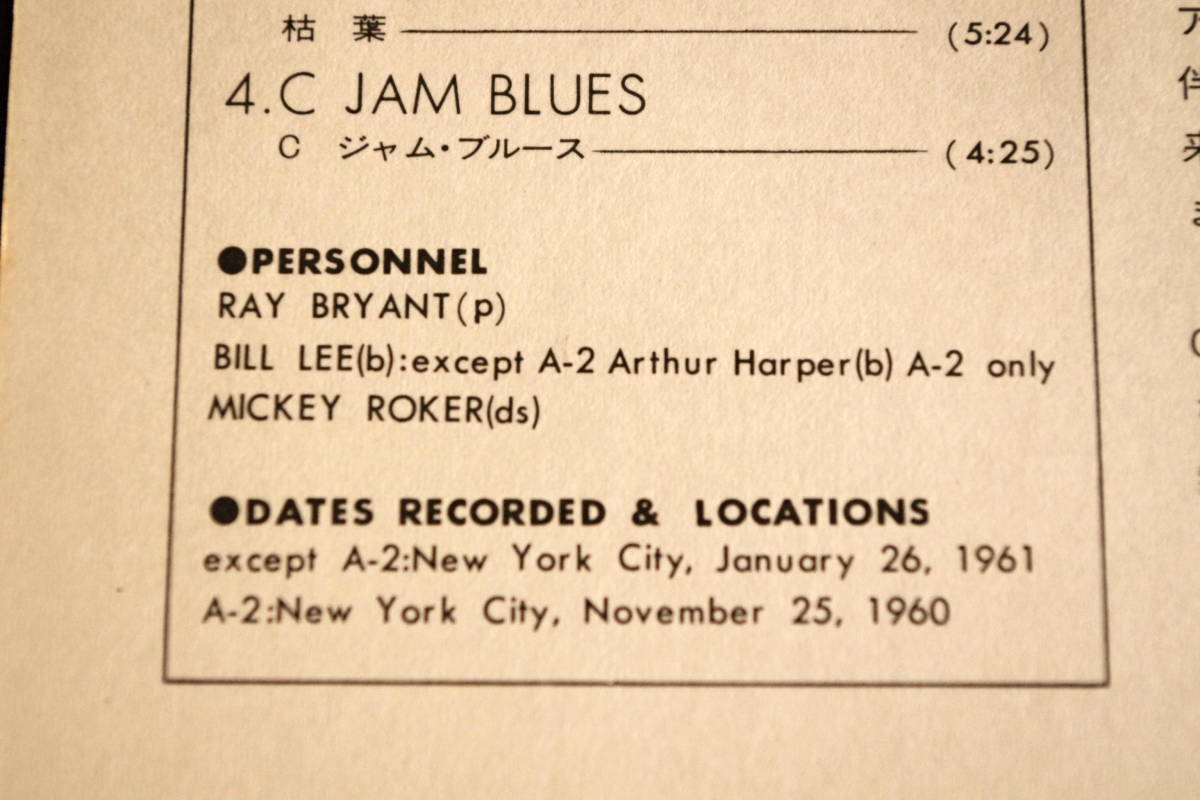 枯 葉 (5:24)
4.C JAM BLUES
C ジャム・ブルース (4:25)
●PERSONNEL
RAY BRYANT(p)
BILL LEE(b):except A-2 Arthur Harper(b) A-2 only
MICKEY ROKER(ds)
●DATES RECORDED & LOCATIONS
except A-2:New York City, January 26, 1961
A-2:New York City, November 25, 1960